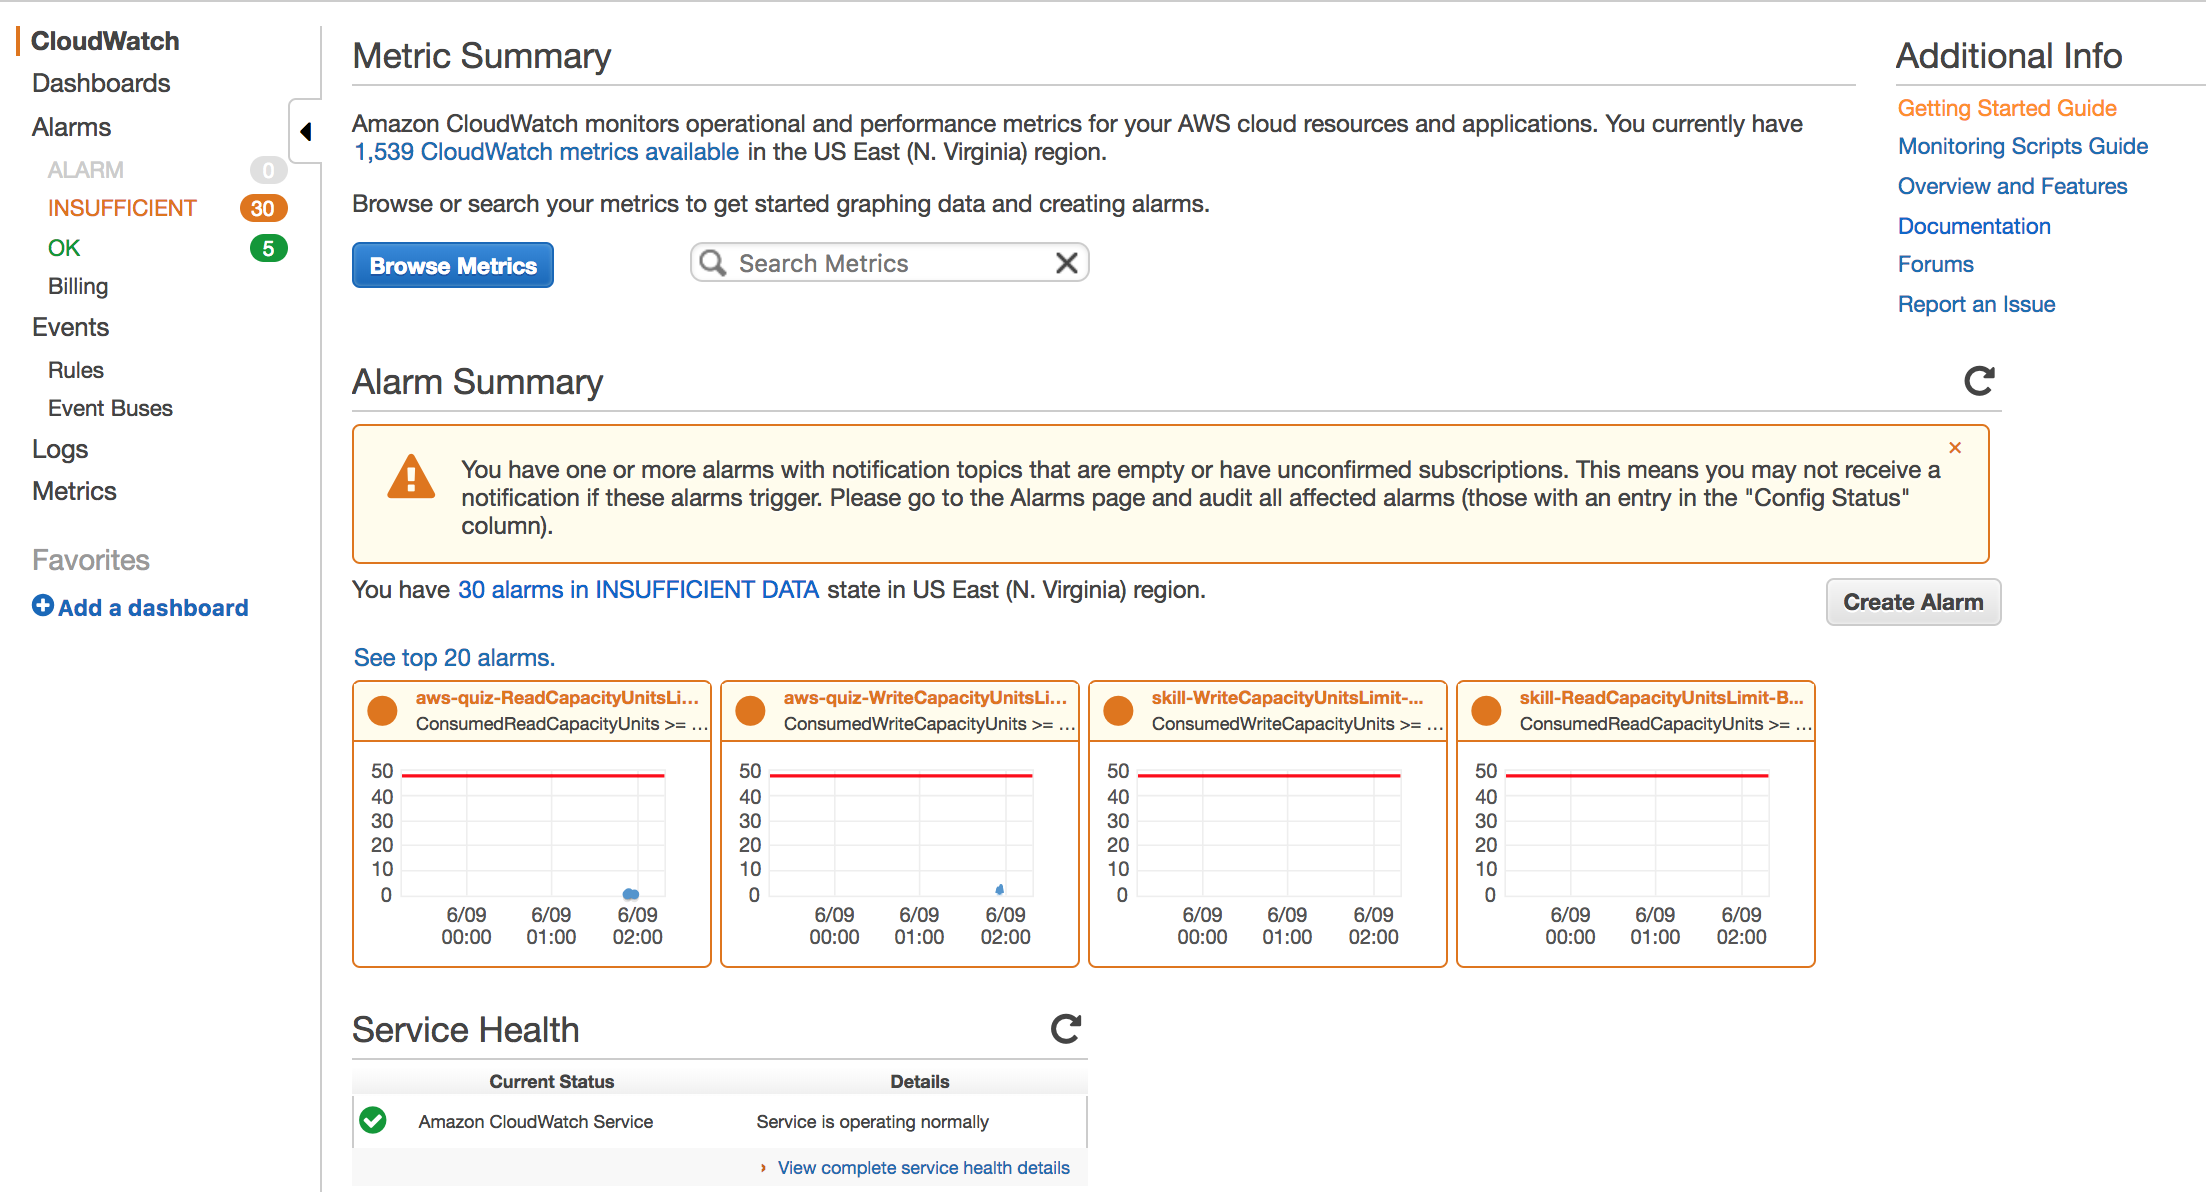 CloudWatch
Dashboards
Alarms
ALARM 0
INSUFFICIENT 30
OK 5
Billing
Events
Rules
Event Buses
Logs
Metrics
Favorites
Add a dashboard
Metric Summary
Amazon CloudWatch monitors operational and performance metrics for your AWS cloud resources and applications. You currently have
1,539 CloudWatch metrics available in the US East (N. Virginia) region.
Browse or search your metrics to get started graphing data and creating alarms.
Browse Metrics
Search Metrics
Additional Info
Getting Started Guide
Monitoring Scripts Guide
Overview and Features
Documentation
Forums
Report an Issue
Alarm Summary
You have one or more alarms with notification topics that are empty or have unconfirmed subscriptions. This means you may not receive a
notification if these alarms trigger. Please go to the Alarms page and audit all affected alarms (those with an entry in the "Config Status"
column).
You have 30 alarms in INSUFFICIENT DATA state in US East (N. Virginia) region.
Create Alarm
See top 20 alarms.
aws-quiz-ReadCapacityUnitsLi...
ConsumedReadCapacityUnits >= ...
50
40
30
20
10
0
6/09 6/09 6/09
00:00 01:00 02:00
aws-quiz-WriteCapacityUnitsLi...
ConsumedWriteCapacityUnits >= ...
50
40
30
20
10
0
6/09 6/09 6/09
00:00 01:00 02:00
skill-WriteCapacityUnitsLimit-...
ConsumedWriteCapacityUnits >= ...
50
40
30
20
10
0
6/09 6/09 6/09
00:00 01:00 02:00
skill-ReadCapacityUnitsLimit-B...
ConsumedReadCapacityUnits >= ...
50
40
30
20
10
0
6/09 6/09 6/09
00:00 01:00 02:00
Service Health
Current Status Details
Amazon CloudWatch Service Service is operating normally
View complete service health details